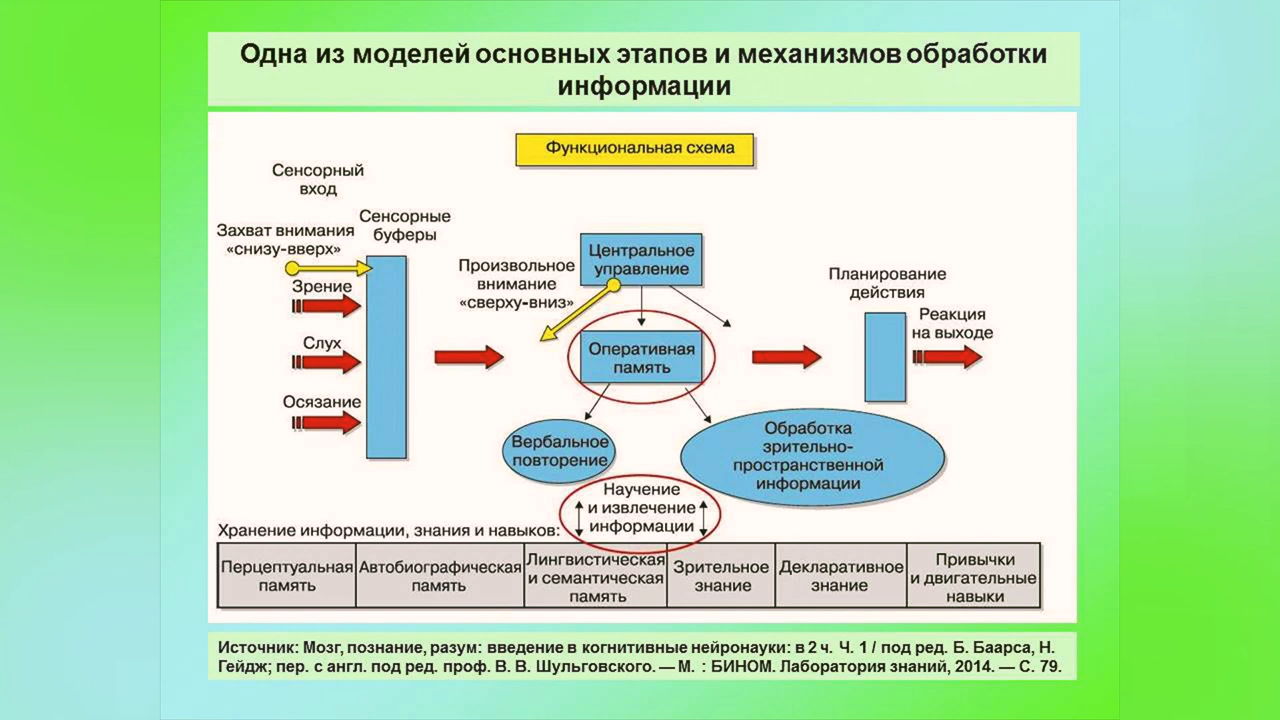 Одна из моделей основных этапов и механизмов обработки
информации
Функциональная схема
Сенсорный
вход
Захват внимания
«снизу-вверх»
Сенсорные
буферы
Зрение
Слух
Осязание
Произвольное
внимание
«сверху-вниз»
Центральное
управление
Оперативная
память
Планирование
действия
Реакция
на выходе
Вербальное
повторение
Обработка
зрительно-
пространственной
информации
Научение
и извлечение
информации
Хранение информации, знания и навыков:
Перцептуальная
память
Автобиографическая
память
Лингвистическая
и семантическая
память
Зрительное
знание
Декларативное
знание
Привычки
и двигательные
навыки
Источник: Мозг, познание, разум: введение в когнитивные нейронауки: в 2 ч. Ч. 1 / под ред. Б. Баарса, Н.
Гейдж; пер. с англ. под ред. проф. В. В. Шульговского. — М. : БИНОМ. Лаборатория знаний, 2014. — С. 79.